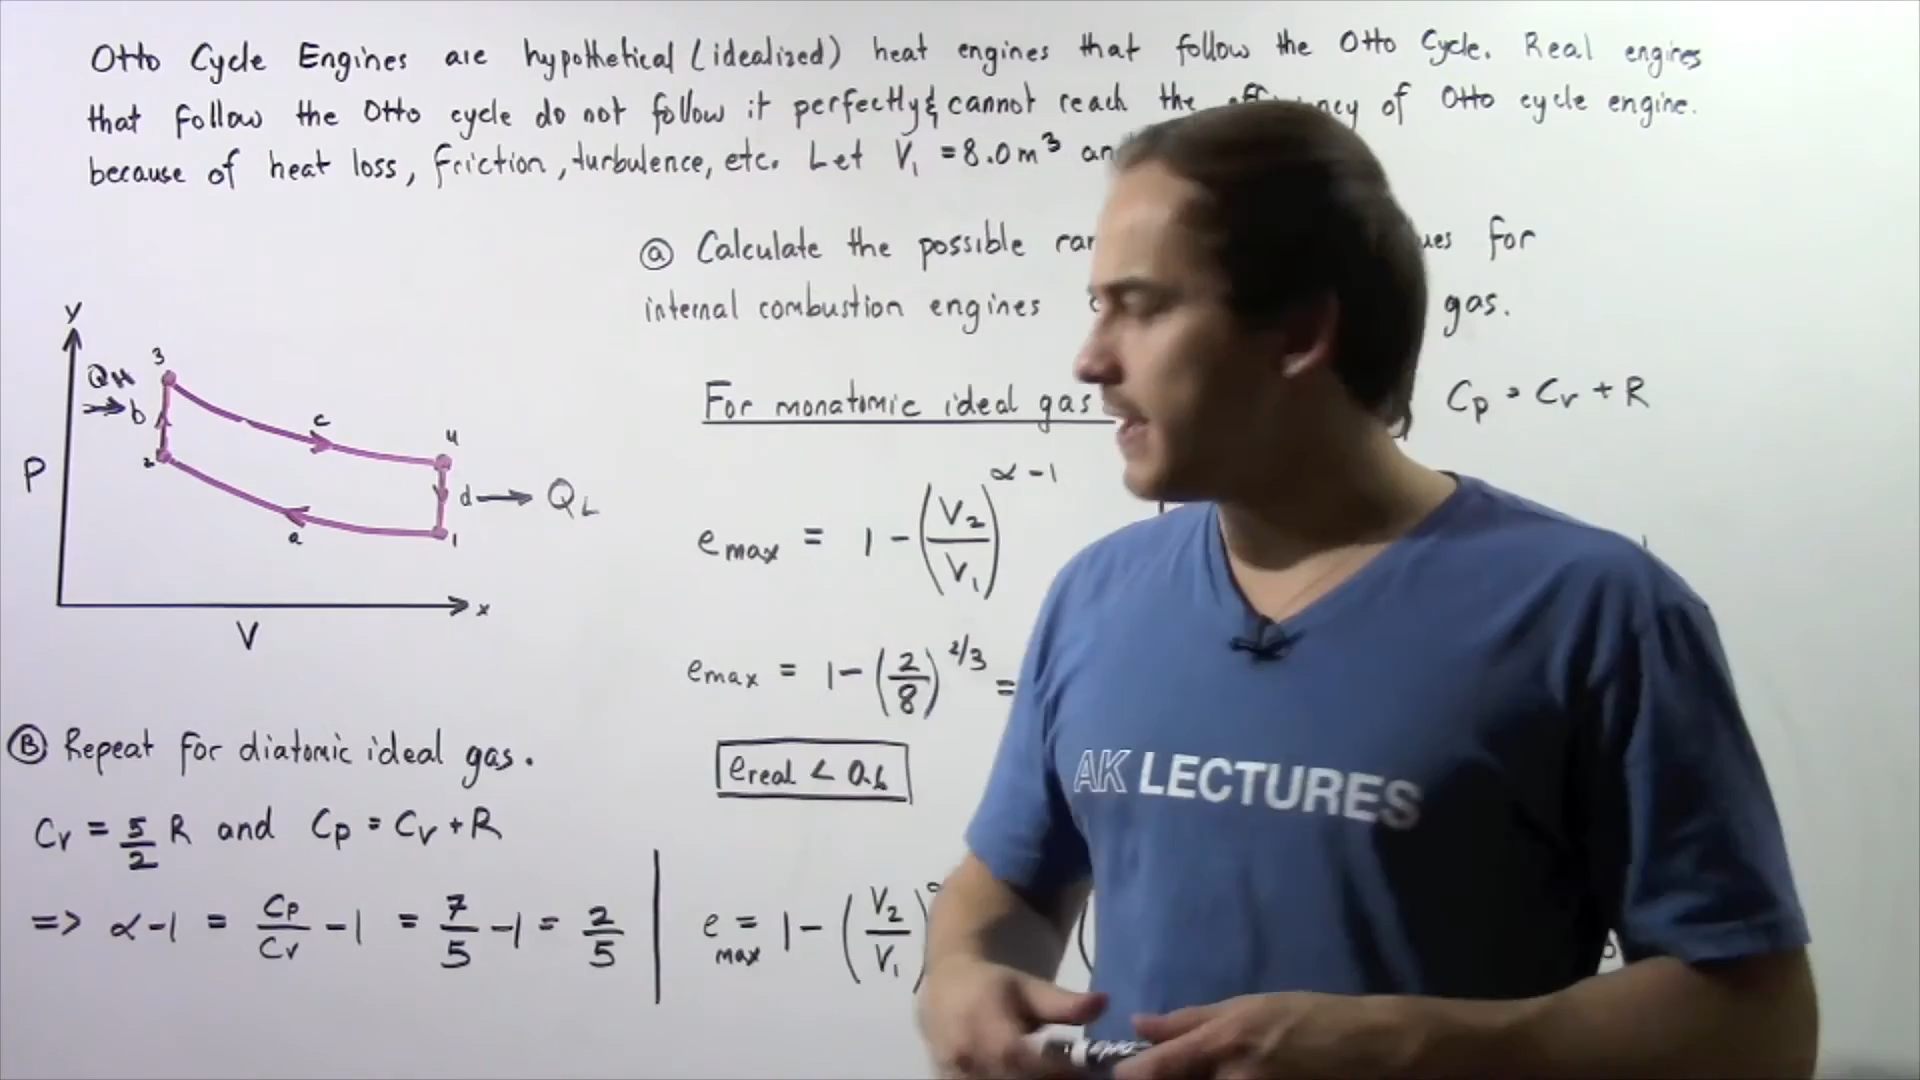 Otto Cycle Engines are hypothetical (idealized) heat engines that follow the Otto Cycle. Real engines
that follow the Otto cycle do not follow it perfectly & cannot reach the of Otto cycle engine.
because of heat loss, friction, turbulence, etc. Let V₁ = 8.0 m³
ⓐ Calculate the possible for
internal combustion engines gas.
For monatomic ideal gas
Cp = Cv + R
e max = 1 - (V₂/V₁)^(α-1)
e max = 1 - (2/8)^(2/3) =
e real < 0.6
y
P
V
x
QH
b
3
2
c
a
4
d
1
QL
Ⓑ Repeat for diatomic ideal gas.
Cv = 5/2 R and Cp = Cv + R
=> α-1 = Cp/Cv - 1 = 7/5 - 1 = 2/5
e max = 1 - (V₂/V₁)
AK LECTURES